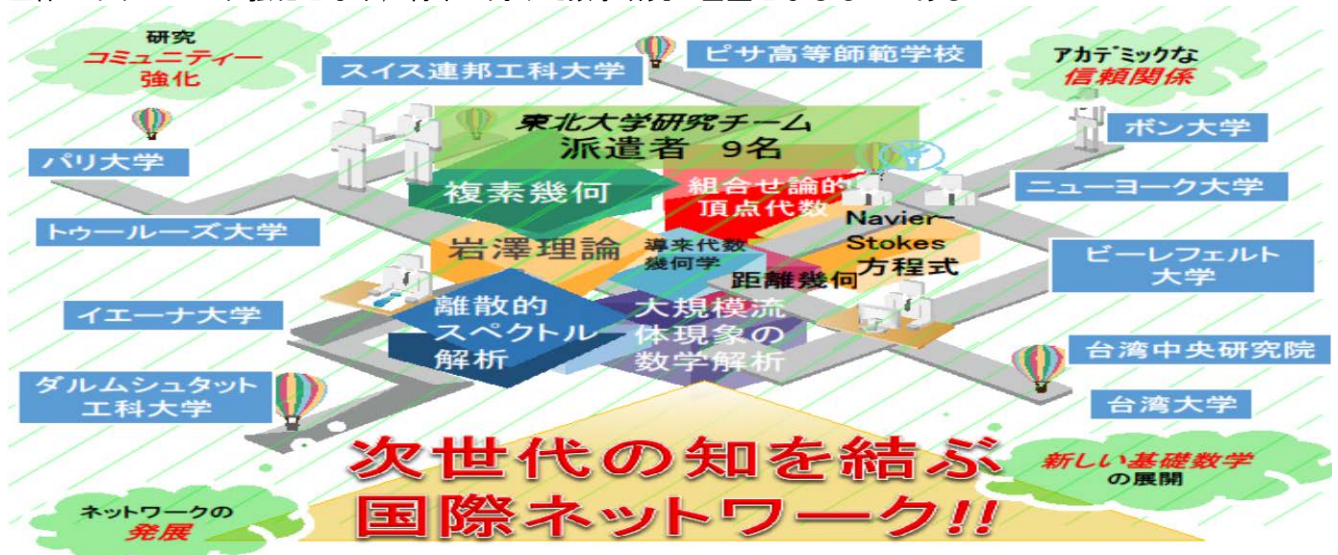 研究
コミュニティー
強化
スイス連邦工科大学
ピサ高等師範学校
アカデミックな
信頼関係
パリ大学
東北大学研究チーム
派遣者 9名
ボン大学
複素幾何
組合せ論的
頂点代数
ニューヨーク大学
トゥールーズ大学
岩澤理論
導来代数
幾何学
Navier−
Stokes
方程式
距離幾何
ビーレフェルト
大学
イエーナ大学
離散的
スペクトル
解析
大規模流
体現象の
数学解析
台湾中央研究院
ダルムシュタット
工科大学
台湾大学
次世代の知を結ぶ
国際ネットワーク!!
新しい基礎数学
の展開
ネットワークの
発展